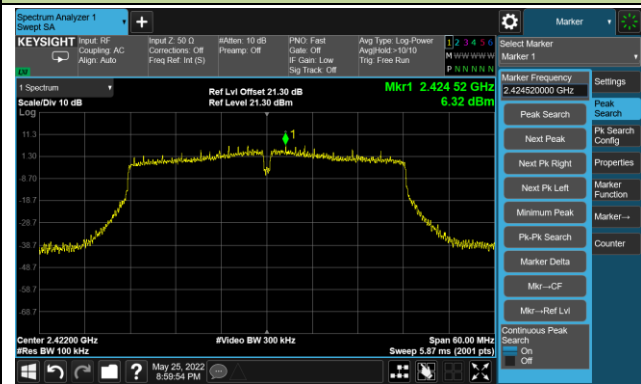 Spectrum Analyzer 1
Swept SA
Marker
KEYSIGHT
Input: RF
Coupling: AC
Align: Auto
Input Z: 50 Ω
Corrections: Off
Freq Ref: Int (S)
#Atten: 10 dB
Preamp: Off
PNO: Fast
Gate: Off
IF Gain: Low
Sig Track: Off
Avg Type: Log-Power
Avg|Hold:>10/10
Trig: Free Run
1 2 3 4 5 6
M W W W W W
P N N N N N
Select Marker
Marker 1
LVI
1 Spectrum
Scale/Div 10 dB
Log
Ref Lvl Offset 21.30 dB
Ref Level 21.30 dBm
Mkr1 2.424 52 GHz
6.32 dBm
1
11.3
1.30
-8.70
-18.7
-28.7
-38.7
-48.7
-58.7
-68.7
Center 2.42200 GHz
#Res BW 100 kHz
#Video BW 300 kHz
Span 60.00 MHz
Sweep 5.87 ms (2001 pts)
Marker Frequency
2.424520000 GHz
Peak Search
Next Peak
Next Pk Right
Next Pk Left
Minimum Peak
Pk-Pk Search
Marker Delta
Mkr→CF
Mkr→Ref Lvl
Continuous Peak
Search
On
Off
Settings
Peak
Search
Pk Search
Config
Properties
Marker
Function
Marker→
Counter
May 25, 2022
8:59:54 PM